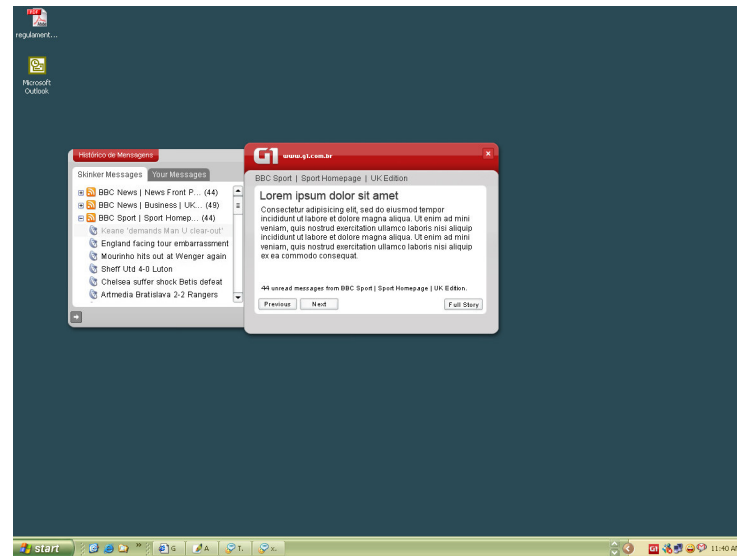 PDF
regulament...
Microsoft
Outlook
Histórico de Mensagens
Skinker Messages
Your Messages
BBC News | News Front P... (44)
BBC News | Business | UK... (49)
BBC Sport | Sport Homep... (44)
Keane 'demands Man U clear-out'
England facing tour embarrassment
Mourinho hits out at Wenger again
Sheff Utd 4-0 Luton
Chelsea suffer shock Betis defeat
Artmedia Bratislava 2-2 Rangers
G1 www.g1.com.br
BBC Sport | Sport Homepage | UK Edition
Lorem ipsum dolor sit amet
Consectetur adipisicing elit, sed do eiusmod tempor
incididunt ut labore et dolore magna aliqua. Ut enim ad mini
veniam, quis nostrud exercitation ullamco laboris nisi aliquip
incididunt ut labore et dolore magna aliqua. Ut enim ad mini
veniam, quis nostrud exercitation ullamco laboris nisi aliquip
ex ea commodo consequat.
44 unread messages from BBC Sport | Sport Homepage | UK Edition.
Previous Next Full Story
start G A T. X. G1 11:40 AM